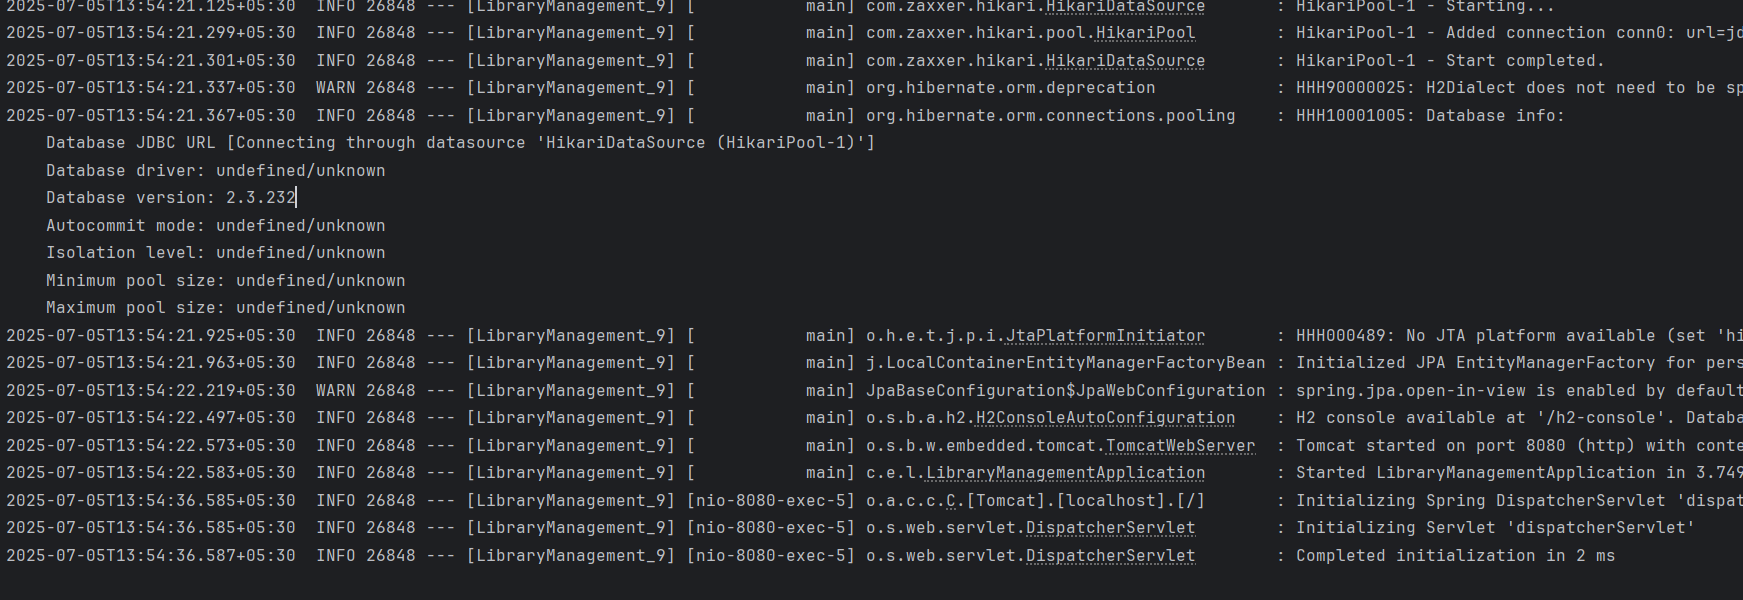 2025-07-05T13:54:21.125+05:30 INFO 26848 --- [LibraryManagement_9] [ main] com.zaxxer.hikari.HikariDataSource : HikariPool-1 - Starting...
2025-07-05T13:54:21.299+05:30 INFO 26848 --- [LibraryManagement_9] [ main] com.zaxxer.hikari.pool.HikariPool : HikariPool-1 - Added connection conn0: url=jd
2025-07-05T13:54:21.301+05:30 INFO 26848 --- [LibraryManagement_9] [ main] com.zaxxer.hikari.HikariDataSource : HikariPool-1 - Start completed.
2025-07-05T13:54:21.337+05:30 WARN 26848 --- [LibraryManagement_9] [ main] org.hibernate.orm.deprecation : HHH90000025: H2Dialect does not need to be sp
2025-07-05T13:54:21.367+05:30 INFO 26848 --- [LibraryManagement_9] [ main] org.hibernate.orm.connections.pooling : HHH10001005: Database info:
Database JDBC URL [Connecting through datasource 'HikariDataSource (HikariPool-1)']
Database driver: undefined/unknown
Database version: 2.3.232
Autocommit mode: undefined/unknown
Isolation level: undefined/unknown
Minimum pool size: undefined/unknown
Maximum pool size: undefined/unknown
2025-07-05T13:54:21.925+05:30 INFO 26848 --- [LibraryManagement_9] [ main] o.h.e.t.j.p.i.JtaPlatformInitiator : HHH000489: No JTA platform available (set 'hi
2025-07-05T13:54:21.963+05:30 INFO 26848 --- [LibraryManagement_9] [ main] j.LocalContainerEntityManagerFactoryBean : Initialized JPA EntityManagerFactory for pers
2025-07-05T13:54:22.219+05:30 WARN 26848 --- [LibraryManagement_9] [ main] JpaBaseConfiguration$JpaWebConfiguration : spring.jpa.open-in-view is enabled by default
2025-07-05T13:54:22.497+05:30 INFO 26848 --- [LibraryManagement_9] [ main] o.s.b.a.h2.H2ConsoleAutoConfiguration : H2 console available at '/h2-console'. Databa
2025-07-05T13:54:22.573+05:30 INFO 26848 --- [LibraryManagement_9] [ main] o.s.b.w.embedded.tomcat.TomcatWebServer : Tomcat started on port 8080 (http) with conte
2025-07-05T13:54:22.583+05:30 INFO 26848 --- [LibraryManagement_9] [ main] c.e.l.LibraryManagementApplication : Started LibraryManagementApplication in 3.749
2025-07-05T13:54:36.585+05:30 INFO 26848 --- [LibraryManagement_9] [nio-8080-exec-5] o.a.c.c.C.[Tomcat].[localhost].[/] : Initializing Spring DispatcherServlet 'dispat
2025-07-05T13:54:36.585+05:30 INFO 26848 --- [LibraryManagement_9] [nio-8080-exec-5] o.s.web.servlet.DispatcherServlet : Initializing Servlet 'dispatcherServlet'
2025-07-05T13:54:36.587+05:30 INFO 26848 --- [LibraryManagement_9] [nio-8080-exec-5] o.s.web.servlet.DispatcherServlet : Completed initialization in 2 ms